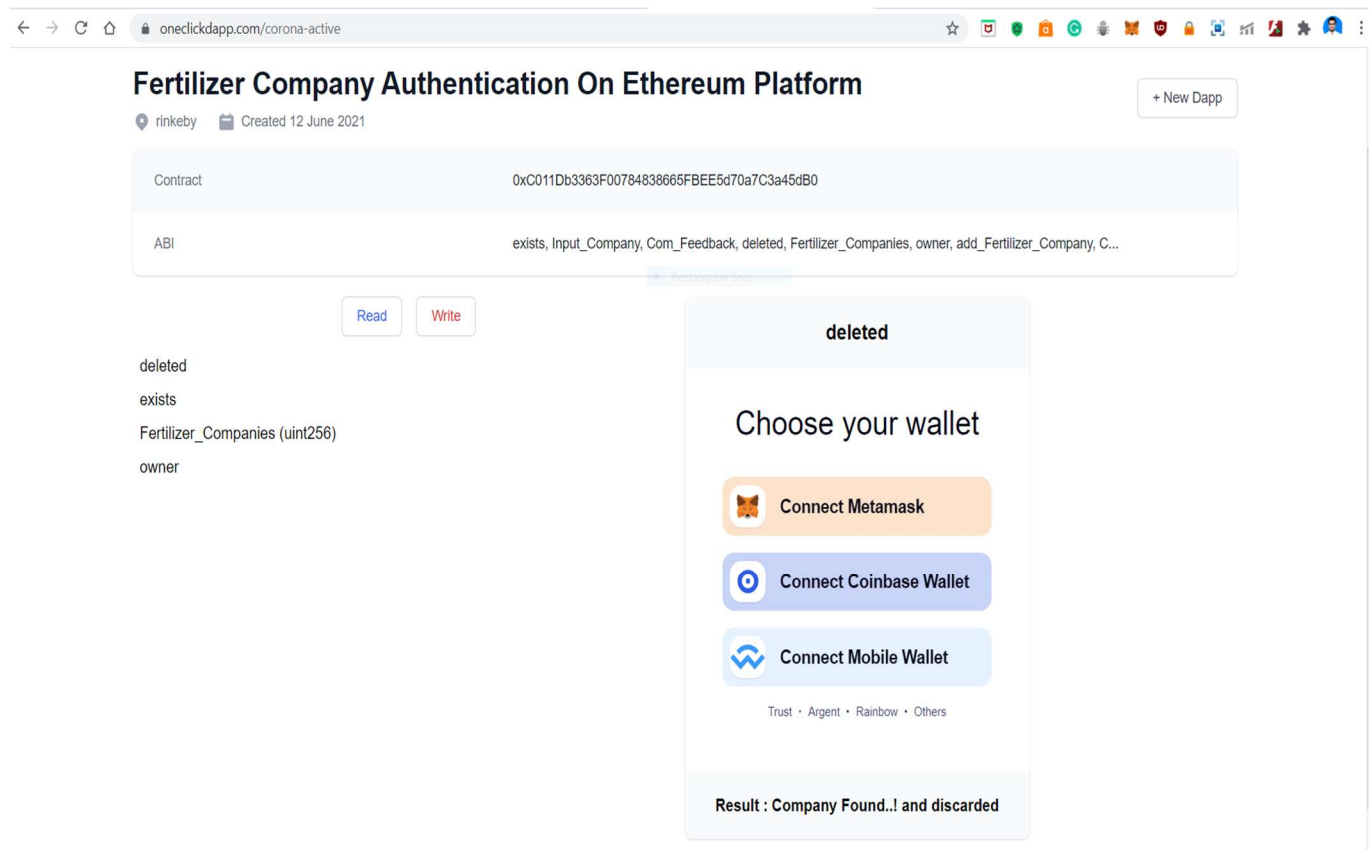 oneclickdapp.com/corona-active
Fertilizer Company Authentication On Ethereum Platform
+ New Dapp
rinkeby Created 12 June 2021
Contract 0xC011Db3363F00784838665FBEE5d70a7C3a45dB0
ABI exists, Input_Company, Com_Feedback, deleted, Fertilizer_Companies, owner, add_Fertilizer_Company, C...
Rectangular Snip
Read Write
deleted
exists
Fertilizer_Companies (uint256)
owner
deleted
Choose your wallet
Connect Metamask
Connect Coinbase Wallet
Connect Mobile Wallet
Trust • Argent • Rainbow • Others
Result : Company Found..! and discarded